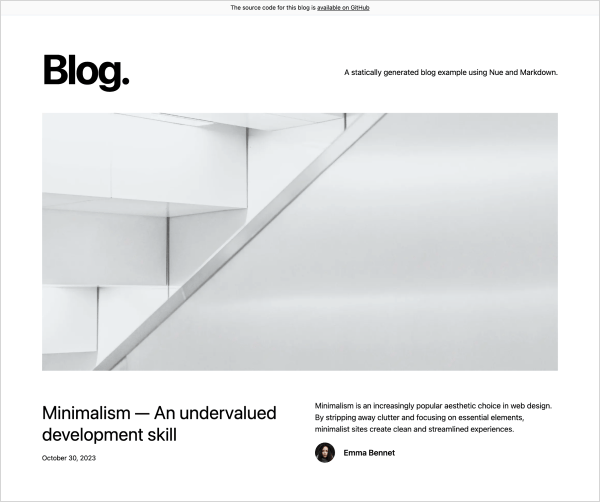 The source code for this blog is available on GitHub
Blog.
A statically generated blog example using Nue and Markdown.
Minimalism — An undervalued
development skill
October 30, 2023
Minimalism is an increasingly popular aesthetic choice in web design.
By stripping away clutter and focusing on essential elements,
minimalist sites create clean and streamlined experiences.
Emma Bennet